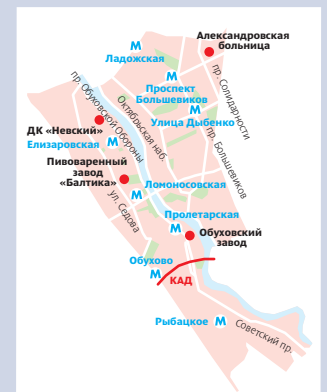 Александровская
больница
М
Ладожская
М
Проспект
Большевиков
пр. Солидарности
пр. Обуховской Обороны
Октябрьская наб.
М
Улица Дыбенко
ДК «Невский»
М
Елизаровская
пр. Большевиков
Пивоваренный
завод
«Балтика»
М
Ломоносовская
ул. Седова
Пролетарская
М
Обуховский
завод
Обухово
М
КАД
Рыбацкое М
Советский пр.